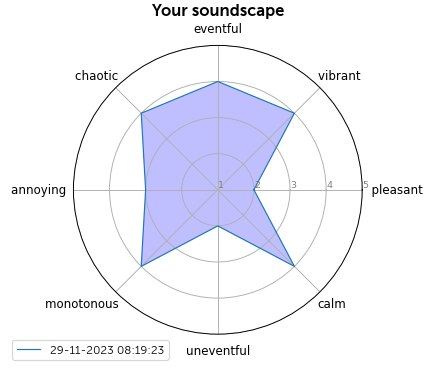 Your soundscape
eventful
chaotic
vibrant
annoying
1 2 3 4 5
pleasant
monotonous
calm
uneventful
29-11-2023 08:19:23